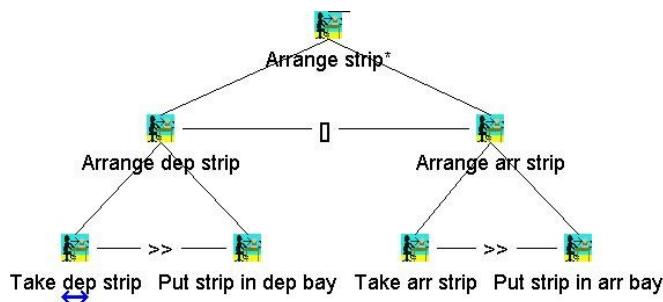 Arrange strip*
[]
Arrange dep strip Arrange arr strip
>> >>
Take dep strip Put strip in dep bay Take arr strip Put strip in arr bay